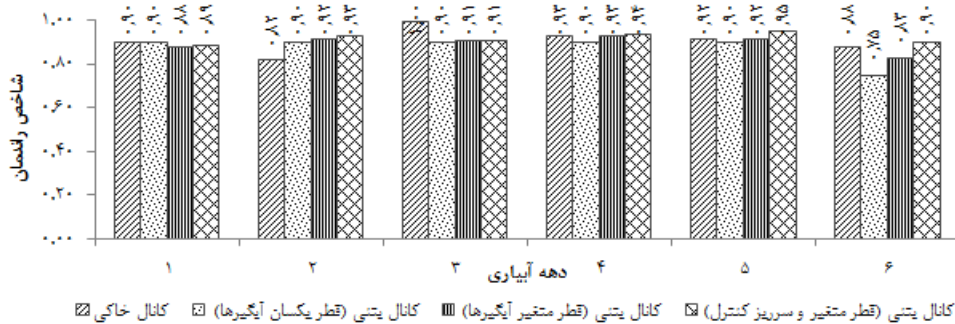 ۰٫۹۰ ۰٫۹۰ ۰٫۸۸ ۰٫۸۹ ۰٫۸۲ ۰٫۹۰ ۰٫۹۲ ۰٫۹۳ ۱٫۰۰ ۰٫۹۰ ۰٫۹۱ ۰٫۹۱ ۰٫۹۳ ۰٫۹۰ ۰٫۹۳ ۰٫۹۴ ۰٫۹۲ ۰٫۹۰ ۰٫۹۲ ۰٫۹۵ ۰٫۸۸ ۰٫۷۵ ۰٫۸۳ ۰٫۹۰
شاخص راندمان
۱٫۰۰
۰٫۸۰
۰٫۶۰
۰٫۴۰
۰٫۲۰
۰٫۰۰
۱ ۲ ۳ ۴ ۵ ۶
دهه آبیاری
کانال خاکی کانال یتنی (قطر یکسان آبگیرها) کانال یتنی (قطر متغیر آبگیرها) کانال یتنی (قطر متغیر و سرریز کنترل)